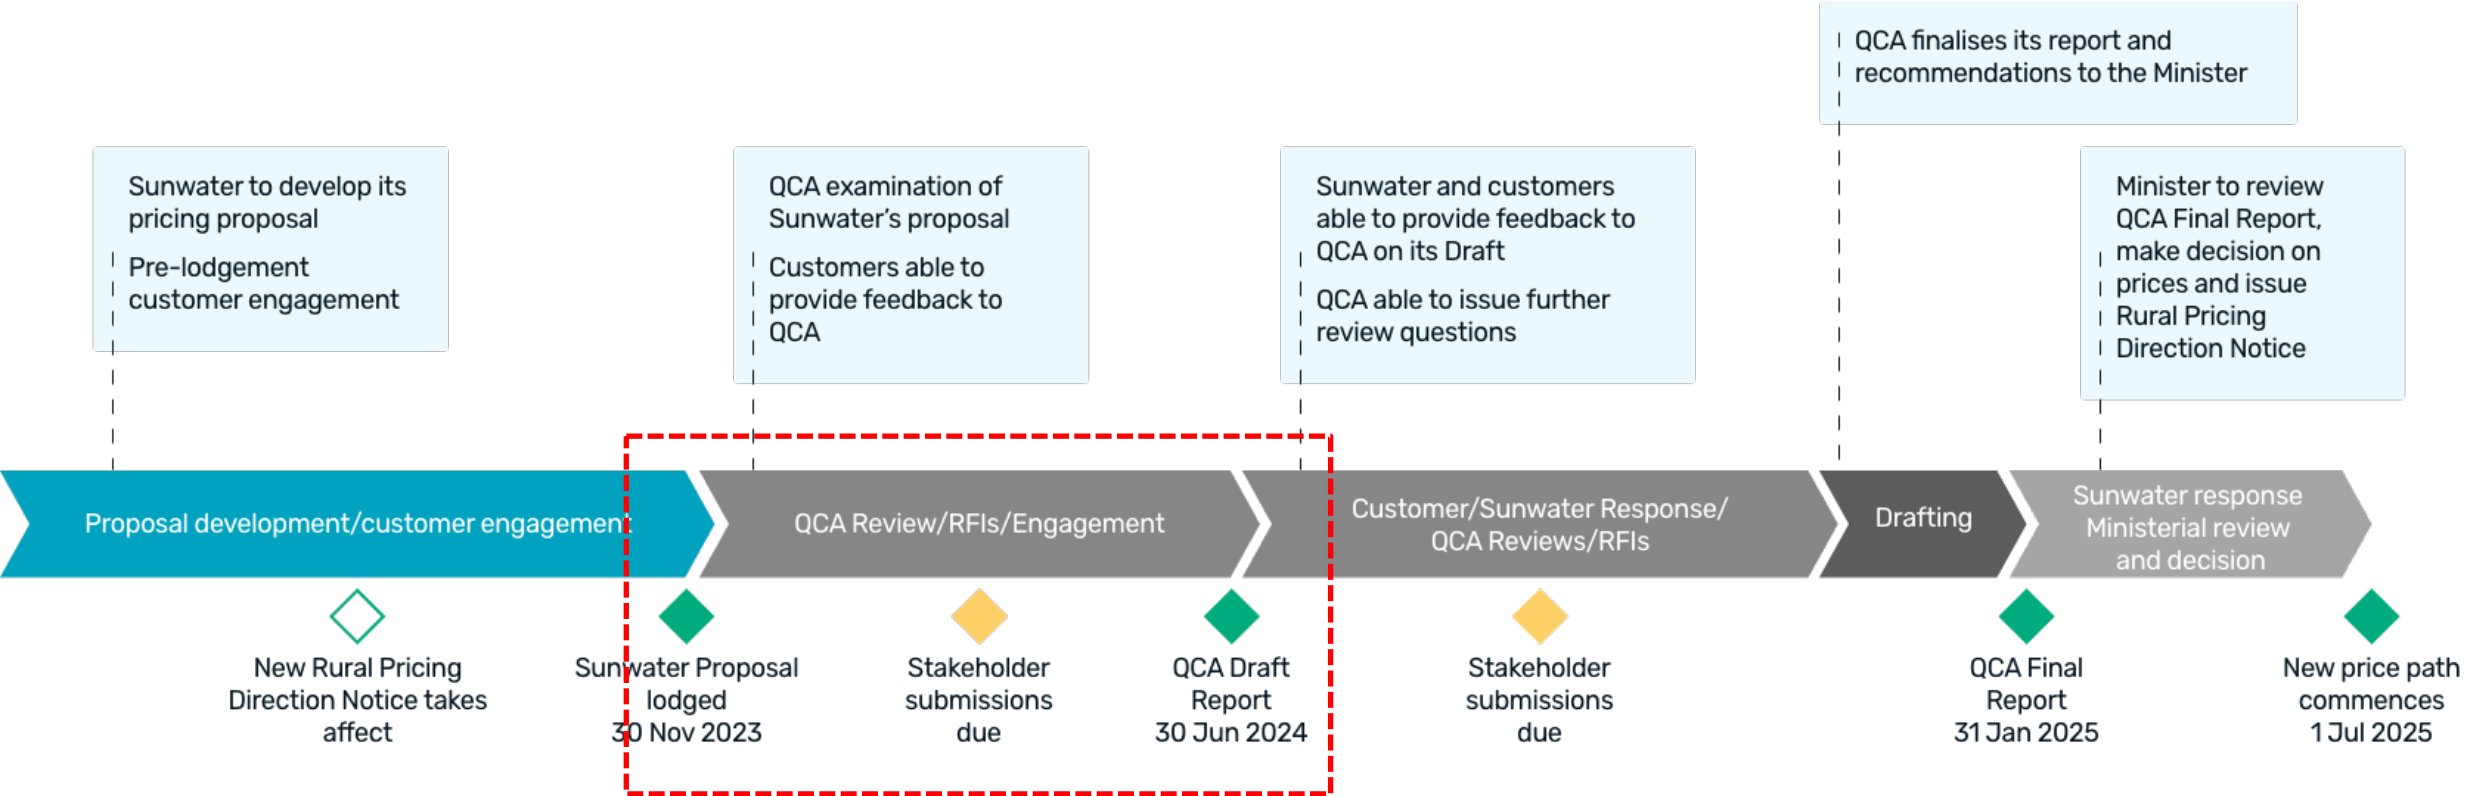 QCA finalises its report and
recommendations to the Minister
Sunwater to develop its
pricing proposal
Pre-lodgement
customer engagement
QCA examination of
Sunwater's proposal
Customers able to
provide feedback to
QCA
Sunwater and customers
able to provide feedback to
QCA on its Draft
QCA able to issue further
review questions
Minister to review
QCA Final Report,
make decision on
prices and issue
Rural Pricing
Direction Notice
Proposal development/customer engagement
QCA Review/RFIs/Engagement
Customer/Sunwater Response/
QCA Reviews/RFIs
Drafting
Sunwater response
Ministerial review
and decision
New Rural Pricing
Direction Notice takes
affect
Sunwater Proposal
lodged
30 Nov 2023
Stakeholder
submissions
due
QCA Draft
Report
30 Jun 2024
Stakeholder
submissions
due
QCA Final
Report
31 Jan 2025
New price path
commences
1 Jul 2025